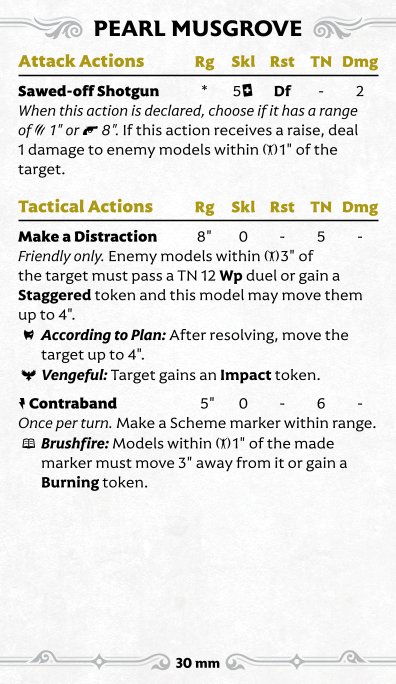 PEARL MUSGROVE
Attack Actions Rg Skl Rst TN Dmg
Sawed-off Shotgun * 5 Df - 2
When this action is declared, choose if it has a range
of 1" or 8". If this action receives a raise, deal
1 damage to enemy models within 1" of the
target.
Tactical Actions Rg Skl Rst TN Dmg
Make a Distraction 8" 0 - 5 -
Friendly only. Enemy models within 3" of
the target must pass a TN 12 Wp duel or gain a
Staggered token and this model may move them
up to 4".
According to Plan: After resolving, move the
target up to 4".
Vengeful: Target gains an Impact token.
Contraband 5" 0 - 6 -
Once per turn. Make a Scheme marker within range.
Brushfire: Models within 1" of the made
marker must move 3" away from it or gain a
Burning token.
30 mm